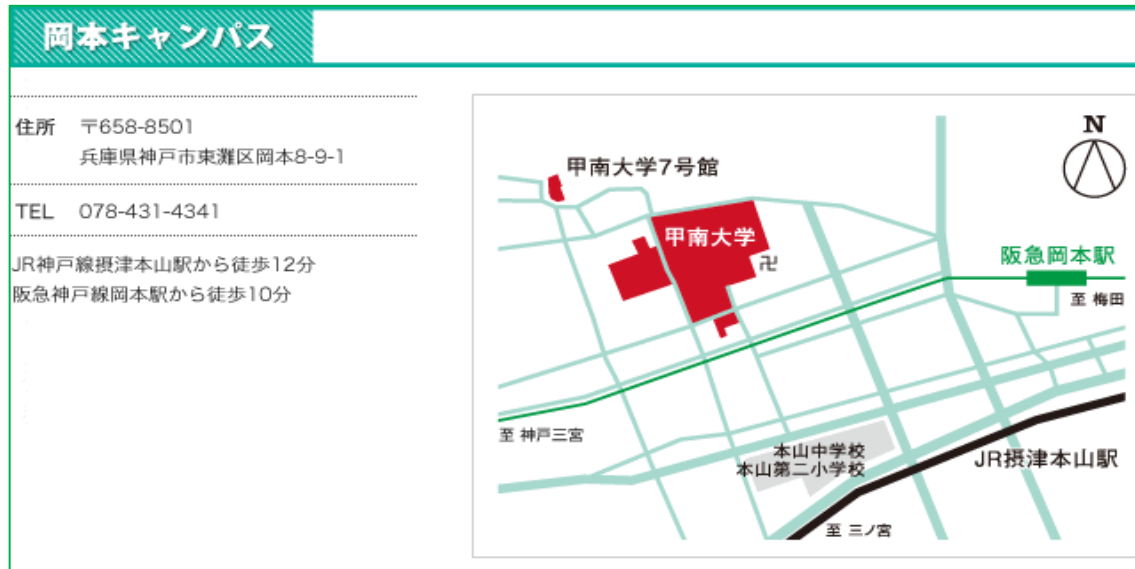 岡本キャンパス
住所 〒658-8501
兵庫県神戸市東灘区岡本8-9-1
TEL 078-431-4341
JR神戸線摂津本山駅から徒歩12分
阪急神戸線岡本駅から徒歩10分
N
甲南大学7号館
甲南大学
卍
阪急岡本駅
至 梅田
至 神戸三宮
本山中学校
本山第二小学校
JR摂津本山駅
至 三ノ宮